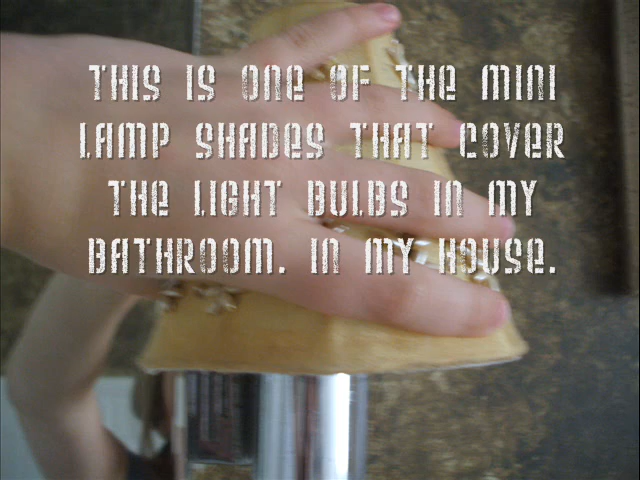 THIS IS ONE OF THE MINI
LAMP SHADES THAT COVER
THE LIGHT BULBS IN MY
BATHROOM. IN MY HOUSE.